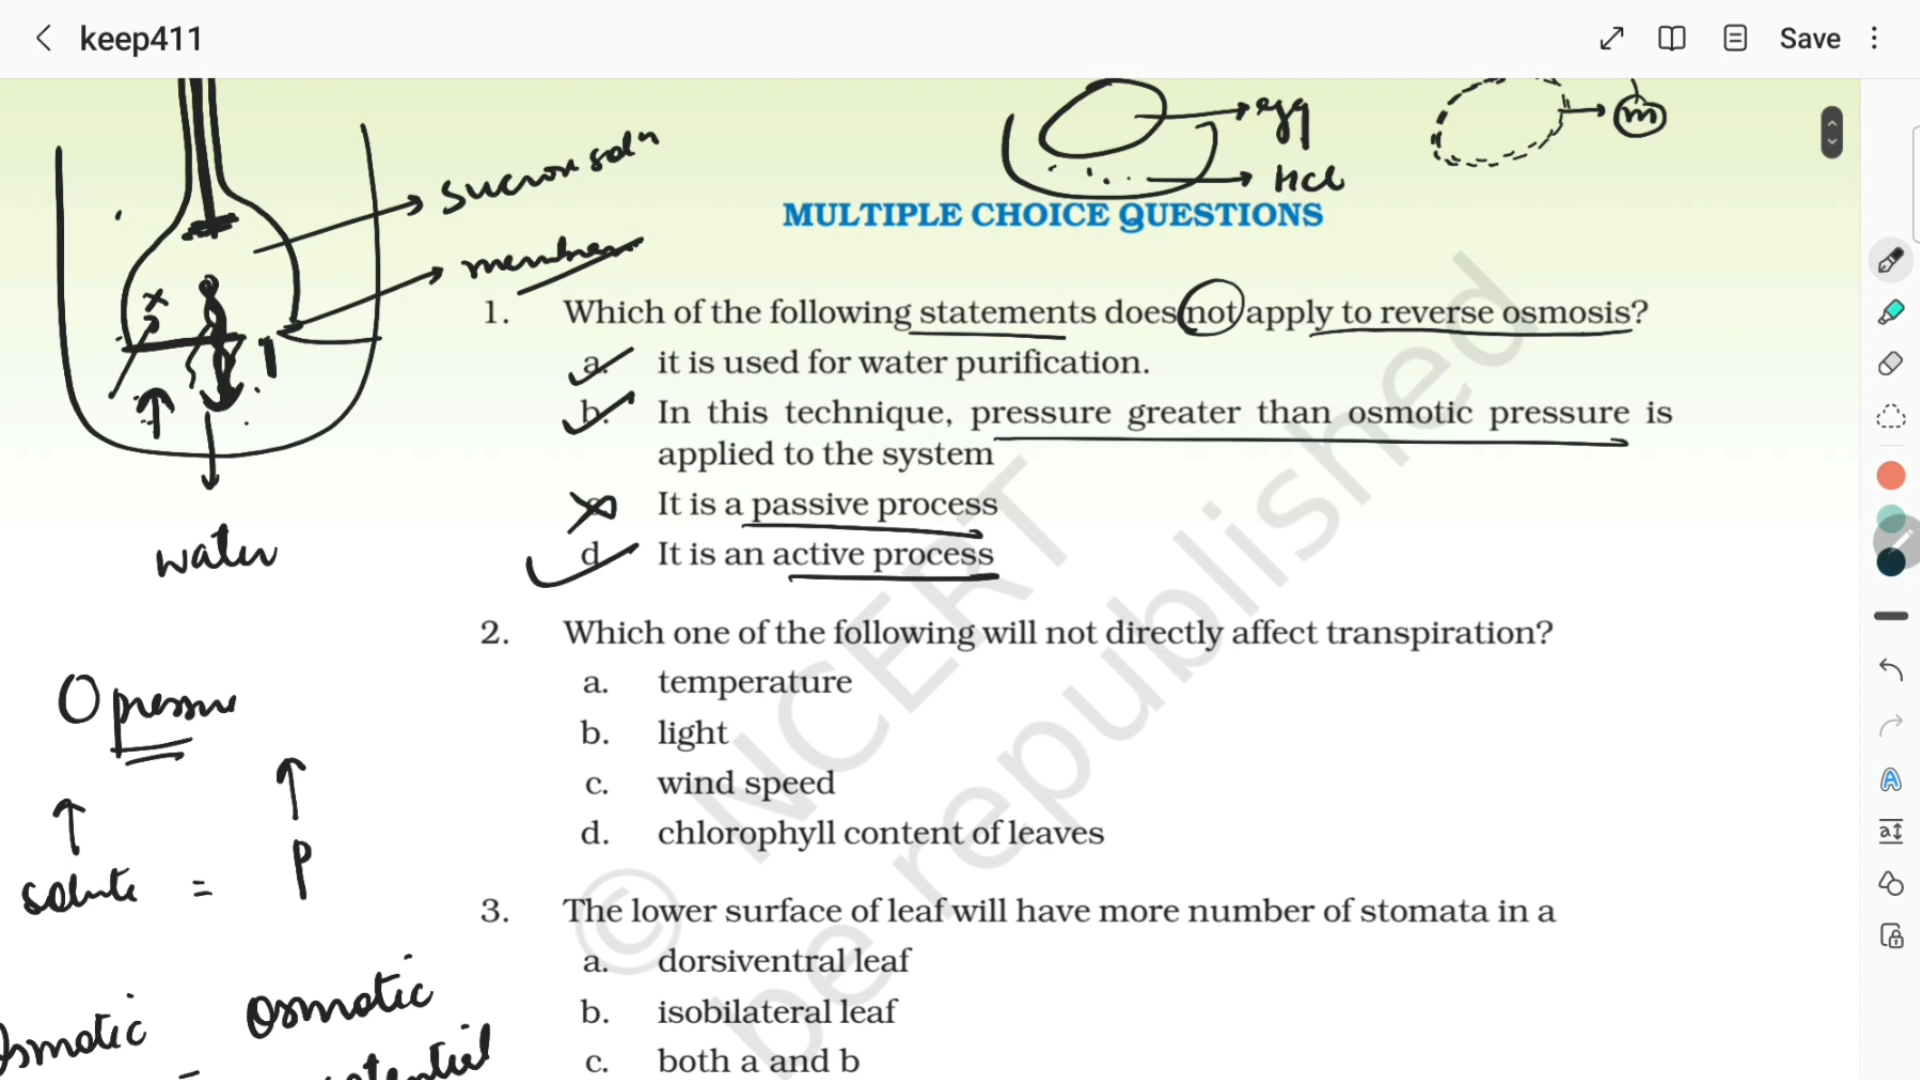 keep411
Save
egg
m
HCl
sucrose soln
membrane
MULTIPLE CHOICE QUESTIONS
1. Which of the following statements does not apply to reverse osmosis?
a. it is used for water purification.
b. In this technique, pressure greater than osmotic pressure is
applied to the system
It is a passive process
d. It is an active process
water
2. Which one of the following will not directly affect transpiration?
a. temperature
b. light
c. wind speed
d. chlorophyll content of leaves
O pressure
P
solute =
3. The lower surface of leaf will have more number of stomata in a
a. dorsiventral leaf
b. isobilateral leaf
c. both a and b
osmotic osmotic
= potential
© NCERT
be republished